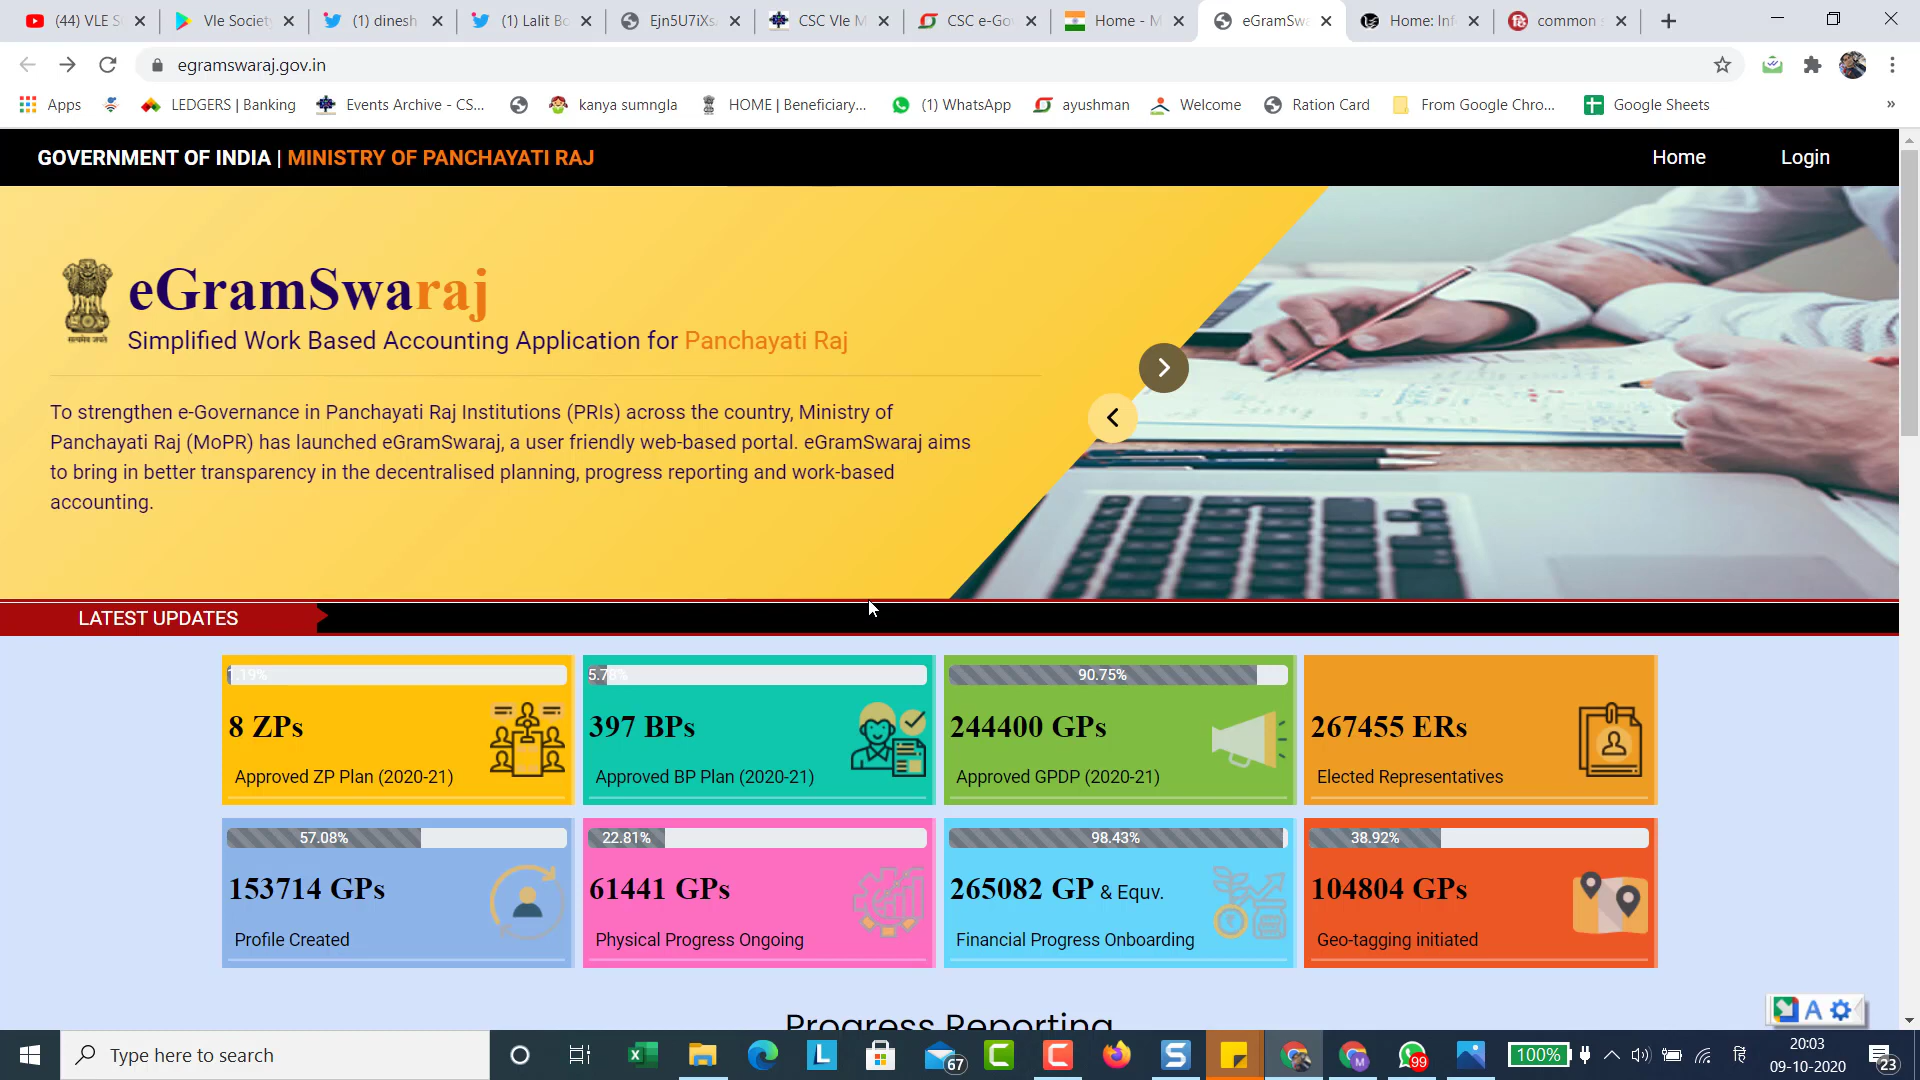 (44) VLE S
Vle Societ
(1) dinesh
(1) Lalit Bo
Ejn5U7iXs
CSC Vle M
CSC e-Go
Home - M
eGramSwa
Home: Inf
common s
egramswaraj.gov.in
Apps
LEDGERS | Banking
Events Archive - CS...
kanya sumngla
HOME | Beneficiary...
(1) WhatsApp
ayushman
Welcome
Ration Card
From Google Chro...
Google Sheets
»
GOVERNMENT OF INDIA | MINISTRY OF PANCHAYATI RAJ
Home
Login
eGramSwaraj
सत्यमेव जयते
Simplified Work Based Accounting Application for Panchayati Raj
To strengthen e-Governance in Panchayati Raj Institutions (PRIs) across the country, Ministry of
Panchayati Raj (MoPR) has launched eGramSwaraj, a user friendly web-based portal. eGramSwaraj aims
to bring in better transparency in the decentralised planning, progress reporting and work-based
accounting.
LATEST UPDATES
1.19%
8 ZPs
Approved ZP Plan (2020-21)
5.78%
397 BPs
Approved BP Plan (2020-21)
90.75%
244400 GPs
Approved GPDP (2020-21)
267455 ERs
Elected Representatives
57.08%
153714 GPs
Profile Created
22.81%
61441 GPs
Physical Progress Ongoing
98.43%
265082 GP & Equv.
Financial Progress Onboarding
38.92%
104804 GPs
Geo-tagging initiated
Progress Reporting
A
Type here to search
67
99
100%
हि
20:03
09-10-2020
23